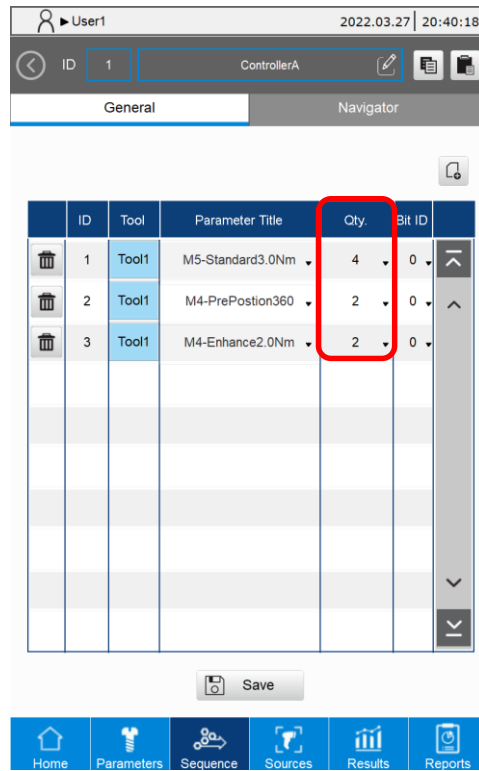 User1 2022.03.27 20:40:18
ID 1 ControllerA
General Navigator
ID Tool Parameter Title Qty. Bit ID
1 Tool1 M5-Standard3.0Nm 4 0
2 Tool1 M4-PrePostion360 2 0
3 Tool1 M4-Enhance2.0Nm 2 0
Save
Home Parameters Sequence Sources Results Reports